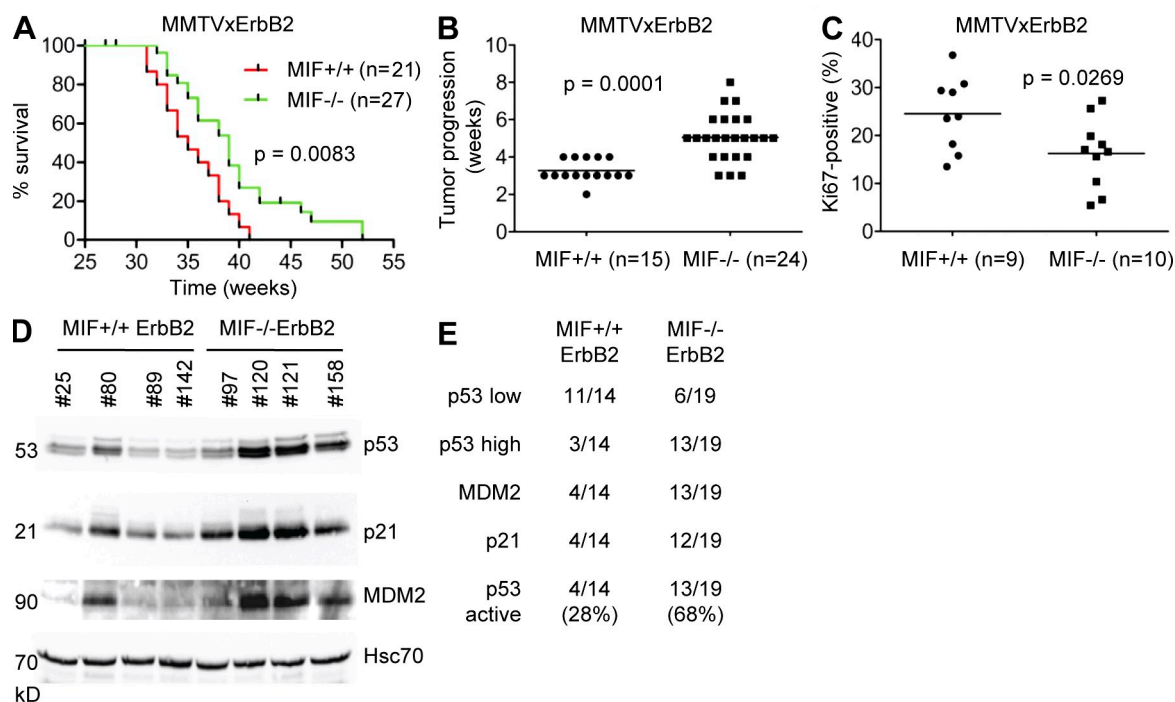 A
MMTVxErbB2
% survival
100
80
60
40
20
0
25 30 35 40 45 50 55
Time (weeks)
MIF+/+ (n=21)
MIF-/- (n=27)
p = 0.0083
B
MMTVxErbB2
Tumor progression
(weeks)
10
8
6
4
2
0
p = 0.0001
MIF+/+ (n=15) MIF-/- (n=24)
C
MMTVxErbB2
Ki67-positive (%)
40
30
20
10
0
p = 0.0269
MIF+/+ (n=9) MIF-/- (n=10)
D
MIF+/+ ErbB2 MIF-/-ErbB2
#25 #80 #89 #142 #97 #120 #121 #158
53 p53
21 p21
90 MDM2
70 Hsc70
kD
E
MIF+/+ MIF-/-
ErbB2 ErbB2
p53 low 11/14 6/19
p53 high 3/14 13/19
MDM2 4/14 13/19
p21 4/14 12/19
p53 4/14 13/19
active (28%) (68%)